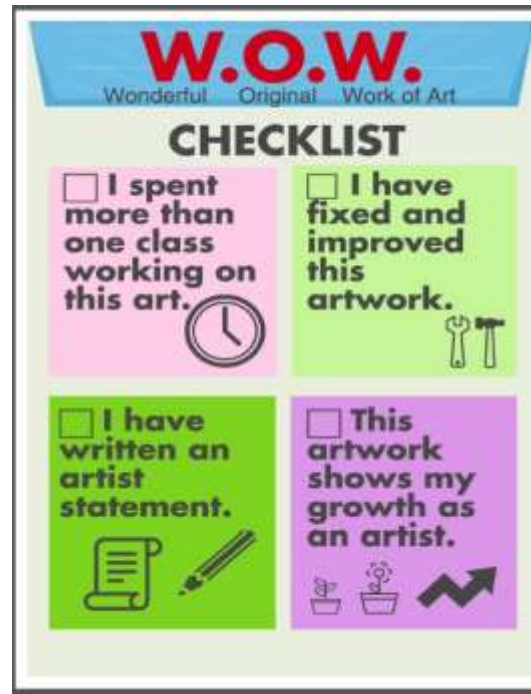 W.O.W.
Wonderful Original Work of Art
CHECKLIST
I spent
more than
one class
working on
this art.
I have
fixed and
improved
this
artwork.
I have
written an
artist
statement.
This
artwork
shows my
growth as
an artist.